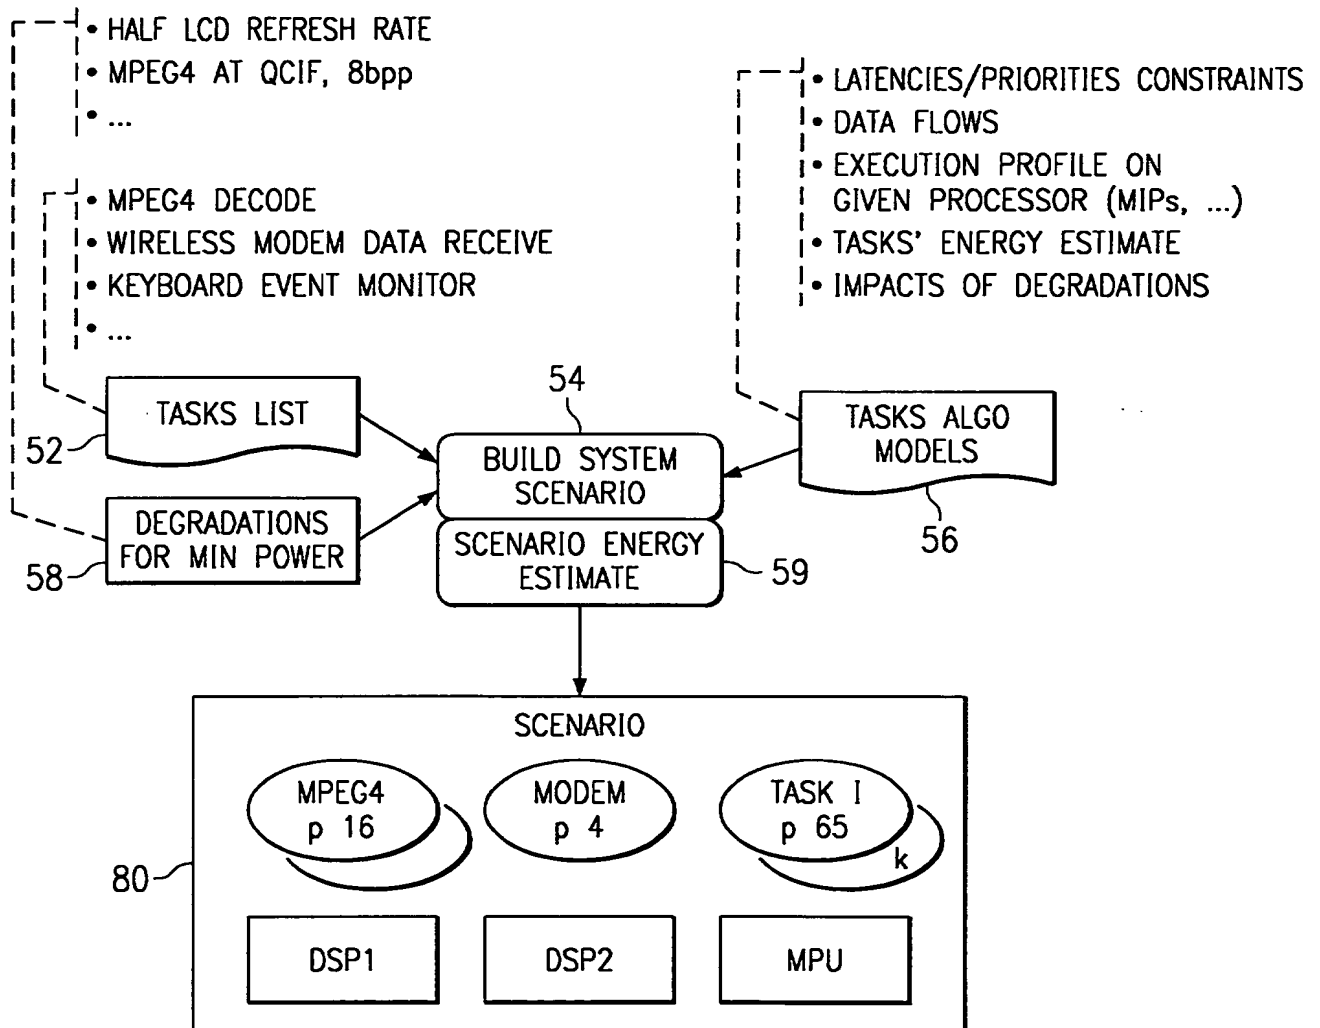 • HALF LCD REFRESH RATE
• MPEG4 AT QCIF, 8bpp
• ...
• MPEG4 DECODE
• WIRELESS MODEM DATA RECEIVE
• KEYBOARD EVENT MONITOR
• ...
• LATENCIES/PRIORITIES CONSTRAINTS
• DATA FLOWS
• EXECUTION PROFILE ON
GIVEN PROCESSOR (MIPs, ...)
• TASKS' ENERGY ESTIMATE
• IMPACTS OF DEGRADATIONS
TASKS LIST
52
DEGRADATIONS
FOR MIN POWER
58
54
BUILD SYSTEM
SCENARIO
SCENARIO ENERGY
ESTIMATE
59
TASKS ALGO
MODELS
56
SCENARIO
MPEG4
p 16
MODEM
p 4
TASK I
p 65
k
80
DSP1
DSP2
MPU